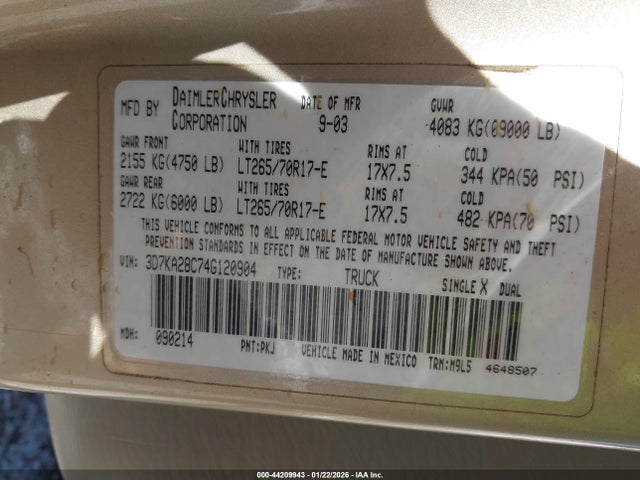 MFD BY DAIMLERCHRYSLER CORPORATION DATE OF MFR 9-03 GVWR 4083 KG(09000 LB)
GAWR FRONT WITH TIRES RIMS AT COLD
2155 KG(4750 LB) LT265/70R17-E 17X7.5 344 KPA(50 PSI)
GAWR REAR WITH TIRES RIMS AT COLD
2722 KG(6000 LB) LT265/70R17-E 17X7.5 482 KPA(70 PSI)
THIS VEHICLE CONFORMS TO ALL APPLICABLE FEDERAL MOTOR VEHICLE SAFETY AND THEFT
PREVENTION STANDARDS IN EFFECT ON THE DATE OF MANUFACTURE SHOWN ABOVE.
VIN: 3D7KA28C74G120904 TYPE: TRUCK SINGLE X DUAL
MDH: 090214 PNT:PKJ VEHICLE MADE IN MEXICO TRM:M9L5 4648507
000-44209943 - 01/22/2026 - IAAI.com